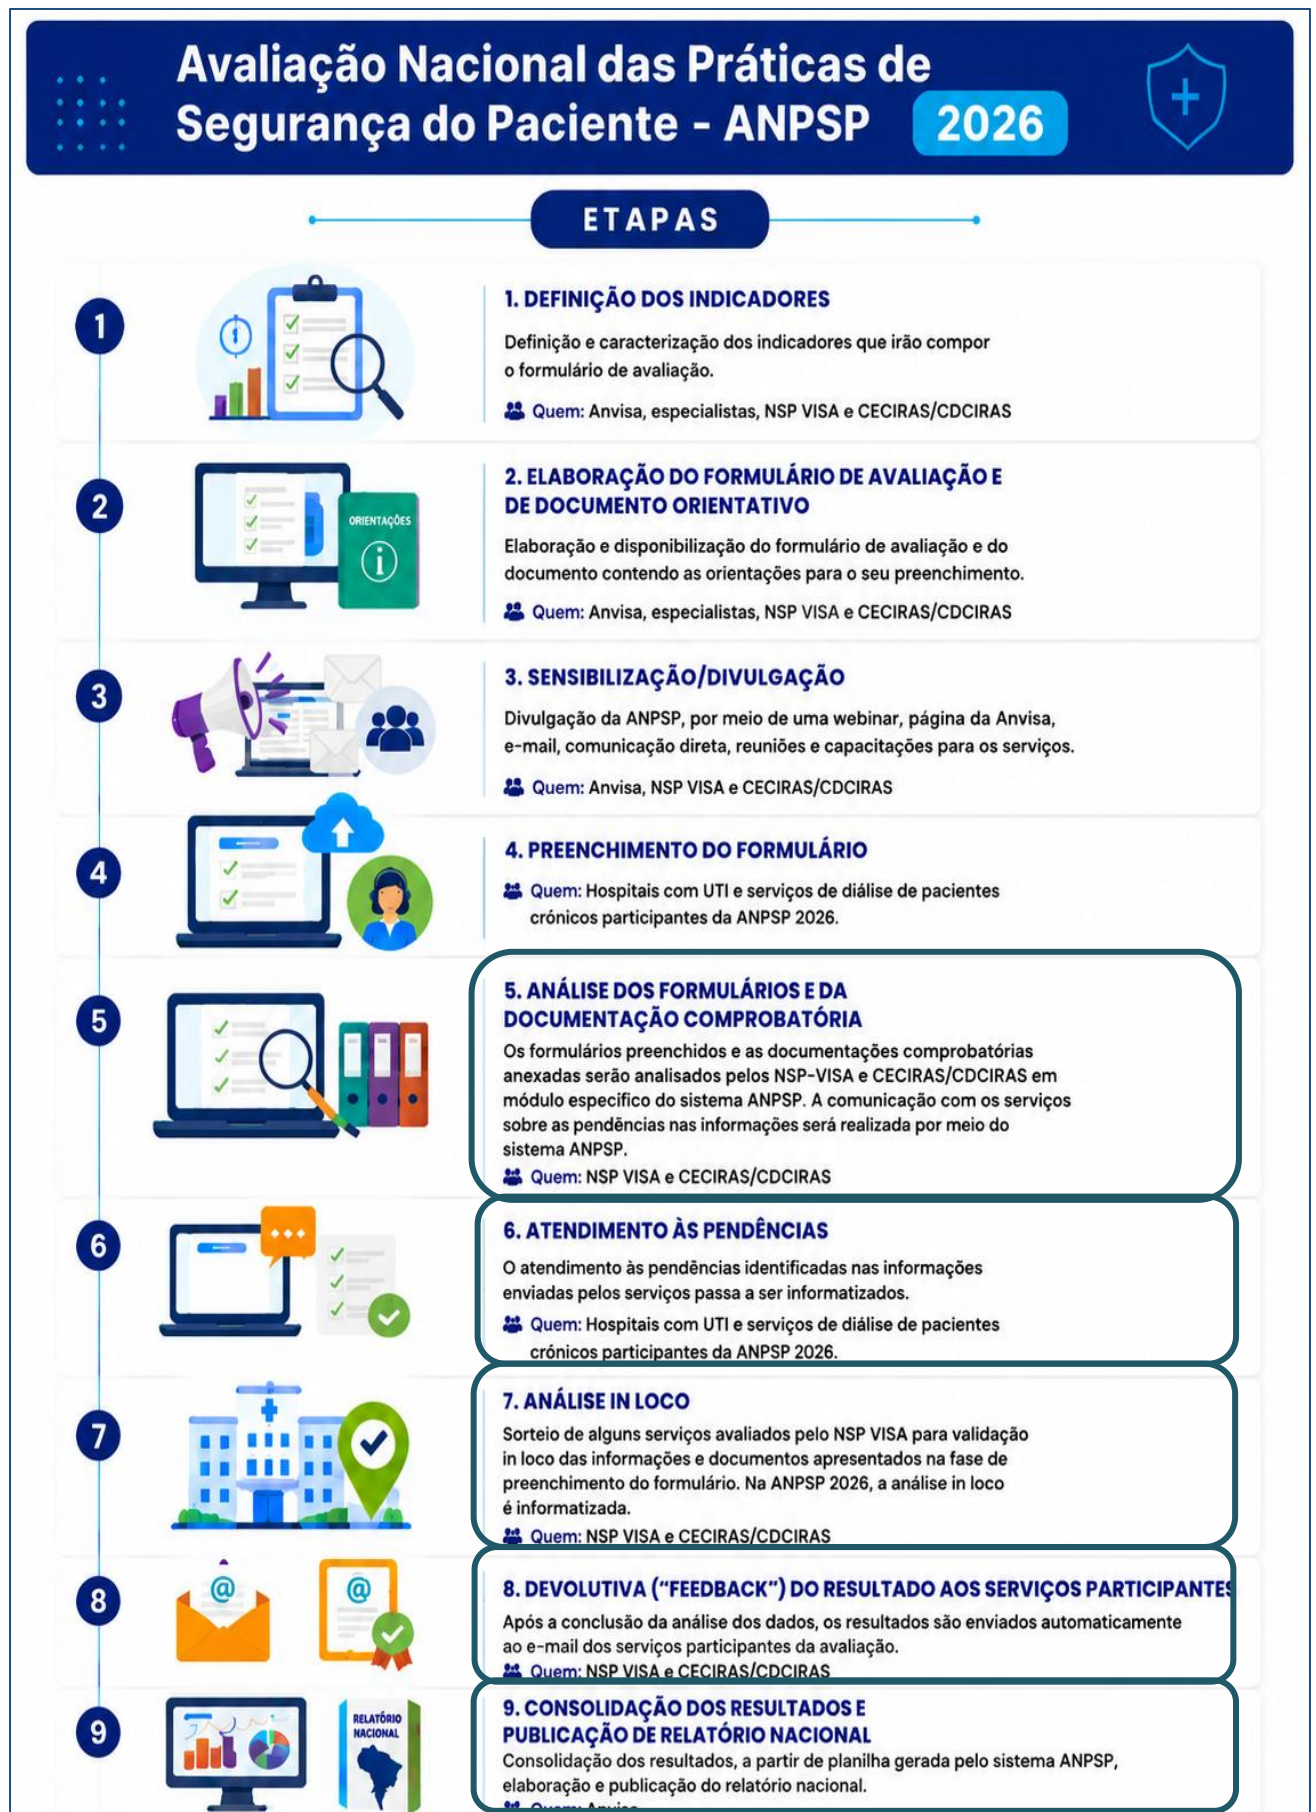 Avaliação Nacional das Práticas de
Segurança do Paciente - ANPSP 2026
ETAPAS
1
1. DEFINIÇÃO DOS INDICADORES
Definição e caracterização dos indicadores que irão compor
o formulário de avaliação.
Quem: Anvisa, especialistas, NSP VISA e CECIRAS/CDCIRAS
2
ORIENTAÇÕES
2. ELABORAÇÃO DO FORMULÁRIO DE AVALIAÇÃO E
DE DOCUMENTO ORIENTATIVO
Elaboração e disponibilização do formulário de avaliação e do
documento contendo as orientações para o seu preenchimento.
Quem: Anvisa, especialistas, NSP VISA e CECIRAS/CDCIRAS
3
3. SENSIBILIZAÇÃO/DIVULGAÇÃO
Divulgação da ANPSP, por meio de uma webinar, página da Anvisa,
e-mail, comunicação direta, reuniões e capacitações para os serviços.
Quem: Anvisa, NSP VISA e CECIRAS/CDCIRAS
4
4. PREENCHIMENTO DO FORMULÁRIO
Quem: Hospitais com UTI e serviços de diálise de pacientes
crónicos participantes da ANPSP 2026.
5
5. ANÁLISE DOS FORMULÁRIOS E DA
DOCUMENTAÇÃO COMPROBATÓRIA
Os formulários preenchidos e as documentações comprobatórias
anexadas serão analisados pelos NSP-VISA e CECIRAS/CDCIRAS em
módulo especifico do sistema ANPSP. A comunicação com os serviços
sobre as pendências nas informações será realizada por meio do
sistema ANPSP.
Quem: NSP VISA e CECIRAS/CDCIRAS
6
6. ATENDIMENTO ÀS PENDÊNCIAS
O atendimento às pendências identificadas nas informações
enviadas pelos serviços passa a ser informatizados.
Quem: Hospitais com UTI e serviços de diálise de pacientes
crónicos participantes da ANPSP 2026.
7
7. ANÁLISE IN LOCO
Sorteio de alguns serviços avaliados pelo NSP VISA para validação
in loco das informações e documentos apresentados na fase de
preenchimento do formulário. Na ANPSP 2026, a análise in loco
é informatizada.
Quem: NSP VISA e CECIRAS/CDCIRAS
8
@
@
8. DEVOLUTIVA (“FEEDBACK”) DO RESULTADO AOS SERVIÇOS PARTICIPANTES
Após a conclusão da análise dos dados, os resultados são enviados automaticamente
ao e-mail dos serviços participantes da avaliação.
Quem: NSP VISA e CECIRAS/CDCIRAS
9
RELATÓRIO
NACIONAL
9. CONSOLIDAÇÃO DOS RESULTADOS E
PUBLICAÇÃO DE RELATÓRIO NACIONAL
Consolidação dos resultados, a partir de planilha gerada pelo sistema ANPSP,
elaboração e publicação do relatório nacional.
Quem: Anvisa